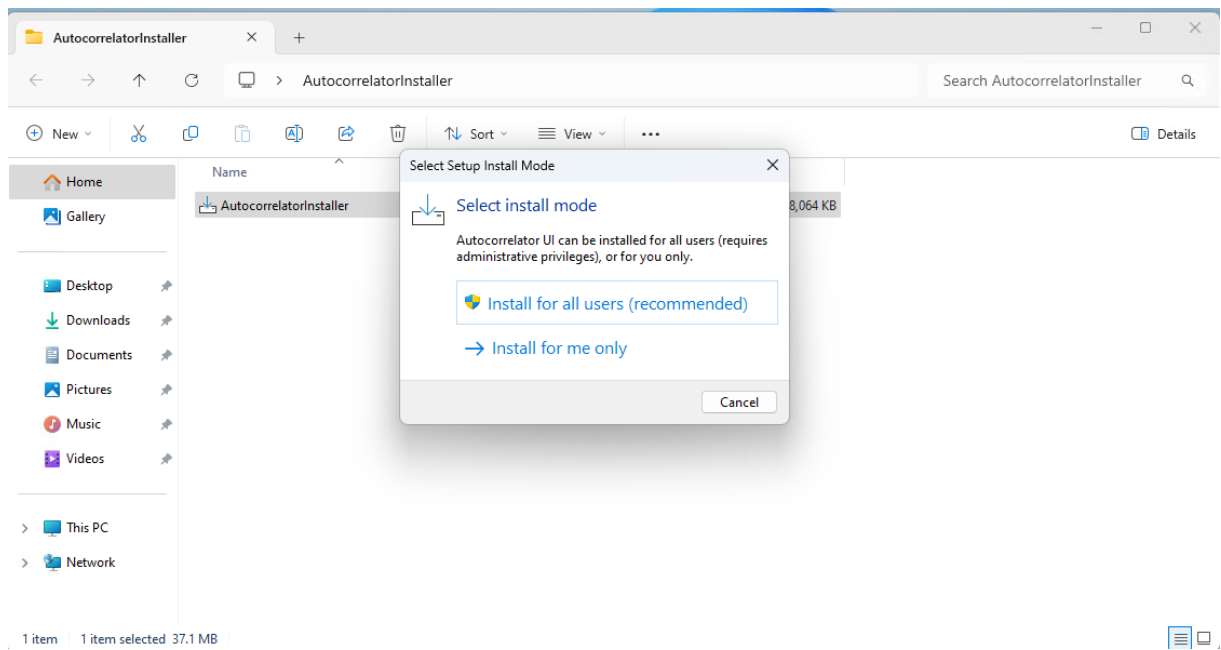 AutocorrelatorInstaller
AutocorrelatorInstaller
Search AutocorrelatorInstaller
New
Sort
View
Details
Home
Gallery
Desktop
Downloads
Documents
Pictures
Music
Videos
This PC
Network
Name
AutocorrelatorInstaller
8,064 KB
Select Setup Install Mode
Select install mode
Autocorrelator UI can be installed for all users (requires
administrative privileges), or for you only.
Install for all users (recommended)
Install for me only
Cancel
1 item 1 item selected 37.1 MB